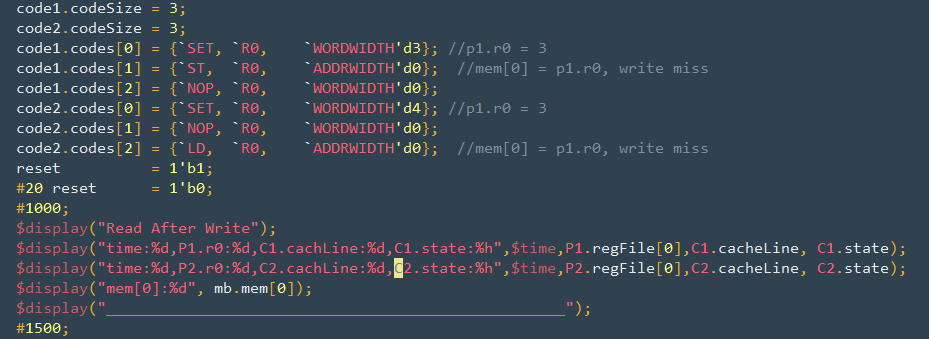 code1.codeSize = 3;
code2.codeSize = 3;
code1.codes[0] = {`SET, `R0,    `WORDWIDTH'd3}; //p1.r0 = 3
code1.codes[1] = {`ST,  `R0,    `ADDRWIDTH'd0};  //mem[0] = p1.r0, write miss
code1.codes[2] = {`NOP, `R0,    `WORDWIDTH'd0};
code2.codes[0] = {`SET, `R0,    `WORDWIDTH'd4}; //p1.r0 = 3
code2.codes[1] = {`NOP, `R0,    `WORDWIDTH'd0};
code2.codes[2] = {`LD,  `R0,    `ADDRWIDTH'd0};  //mem[0] = p1.r0, write miss
reset          = 1'b1;
#20 reset      = 1'b0;
#1000;
$display("Read After Write");
$display("time:%d,P1.r0:%d,C1.cachLine:%d,C1.state:%h",$time,P1.regFile[0],C1.cacheLine, C1.state);
$display("time:%d,P2.r0:%d,C2.cachLine:%d,C2.state:%h",$time,P2.regFile[0],C2.cacheLine, C2.state);
$display("mem[0]:%d", mb.mem[0]);
$display("___________________________________________________");
#1500;